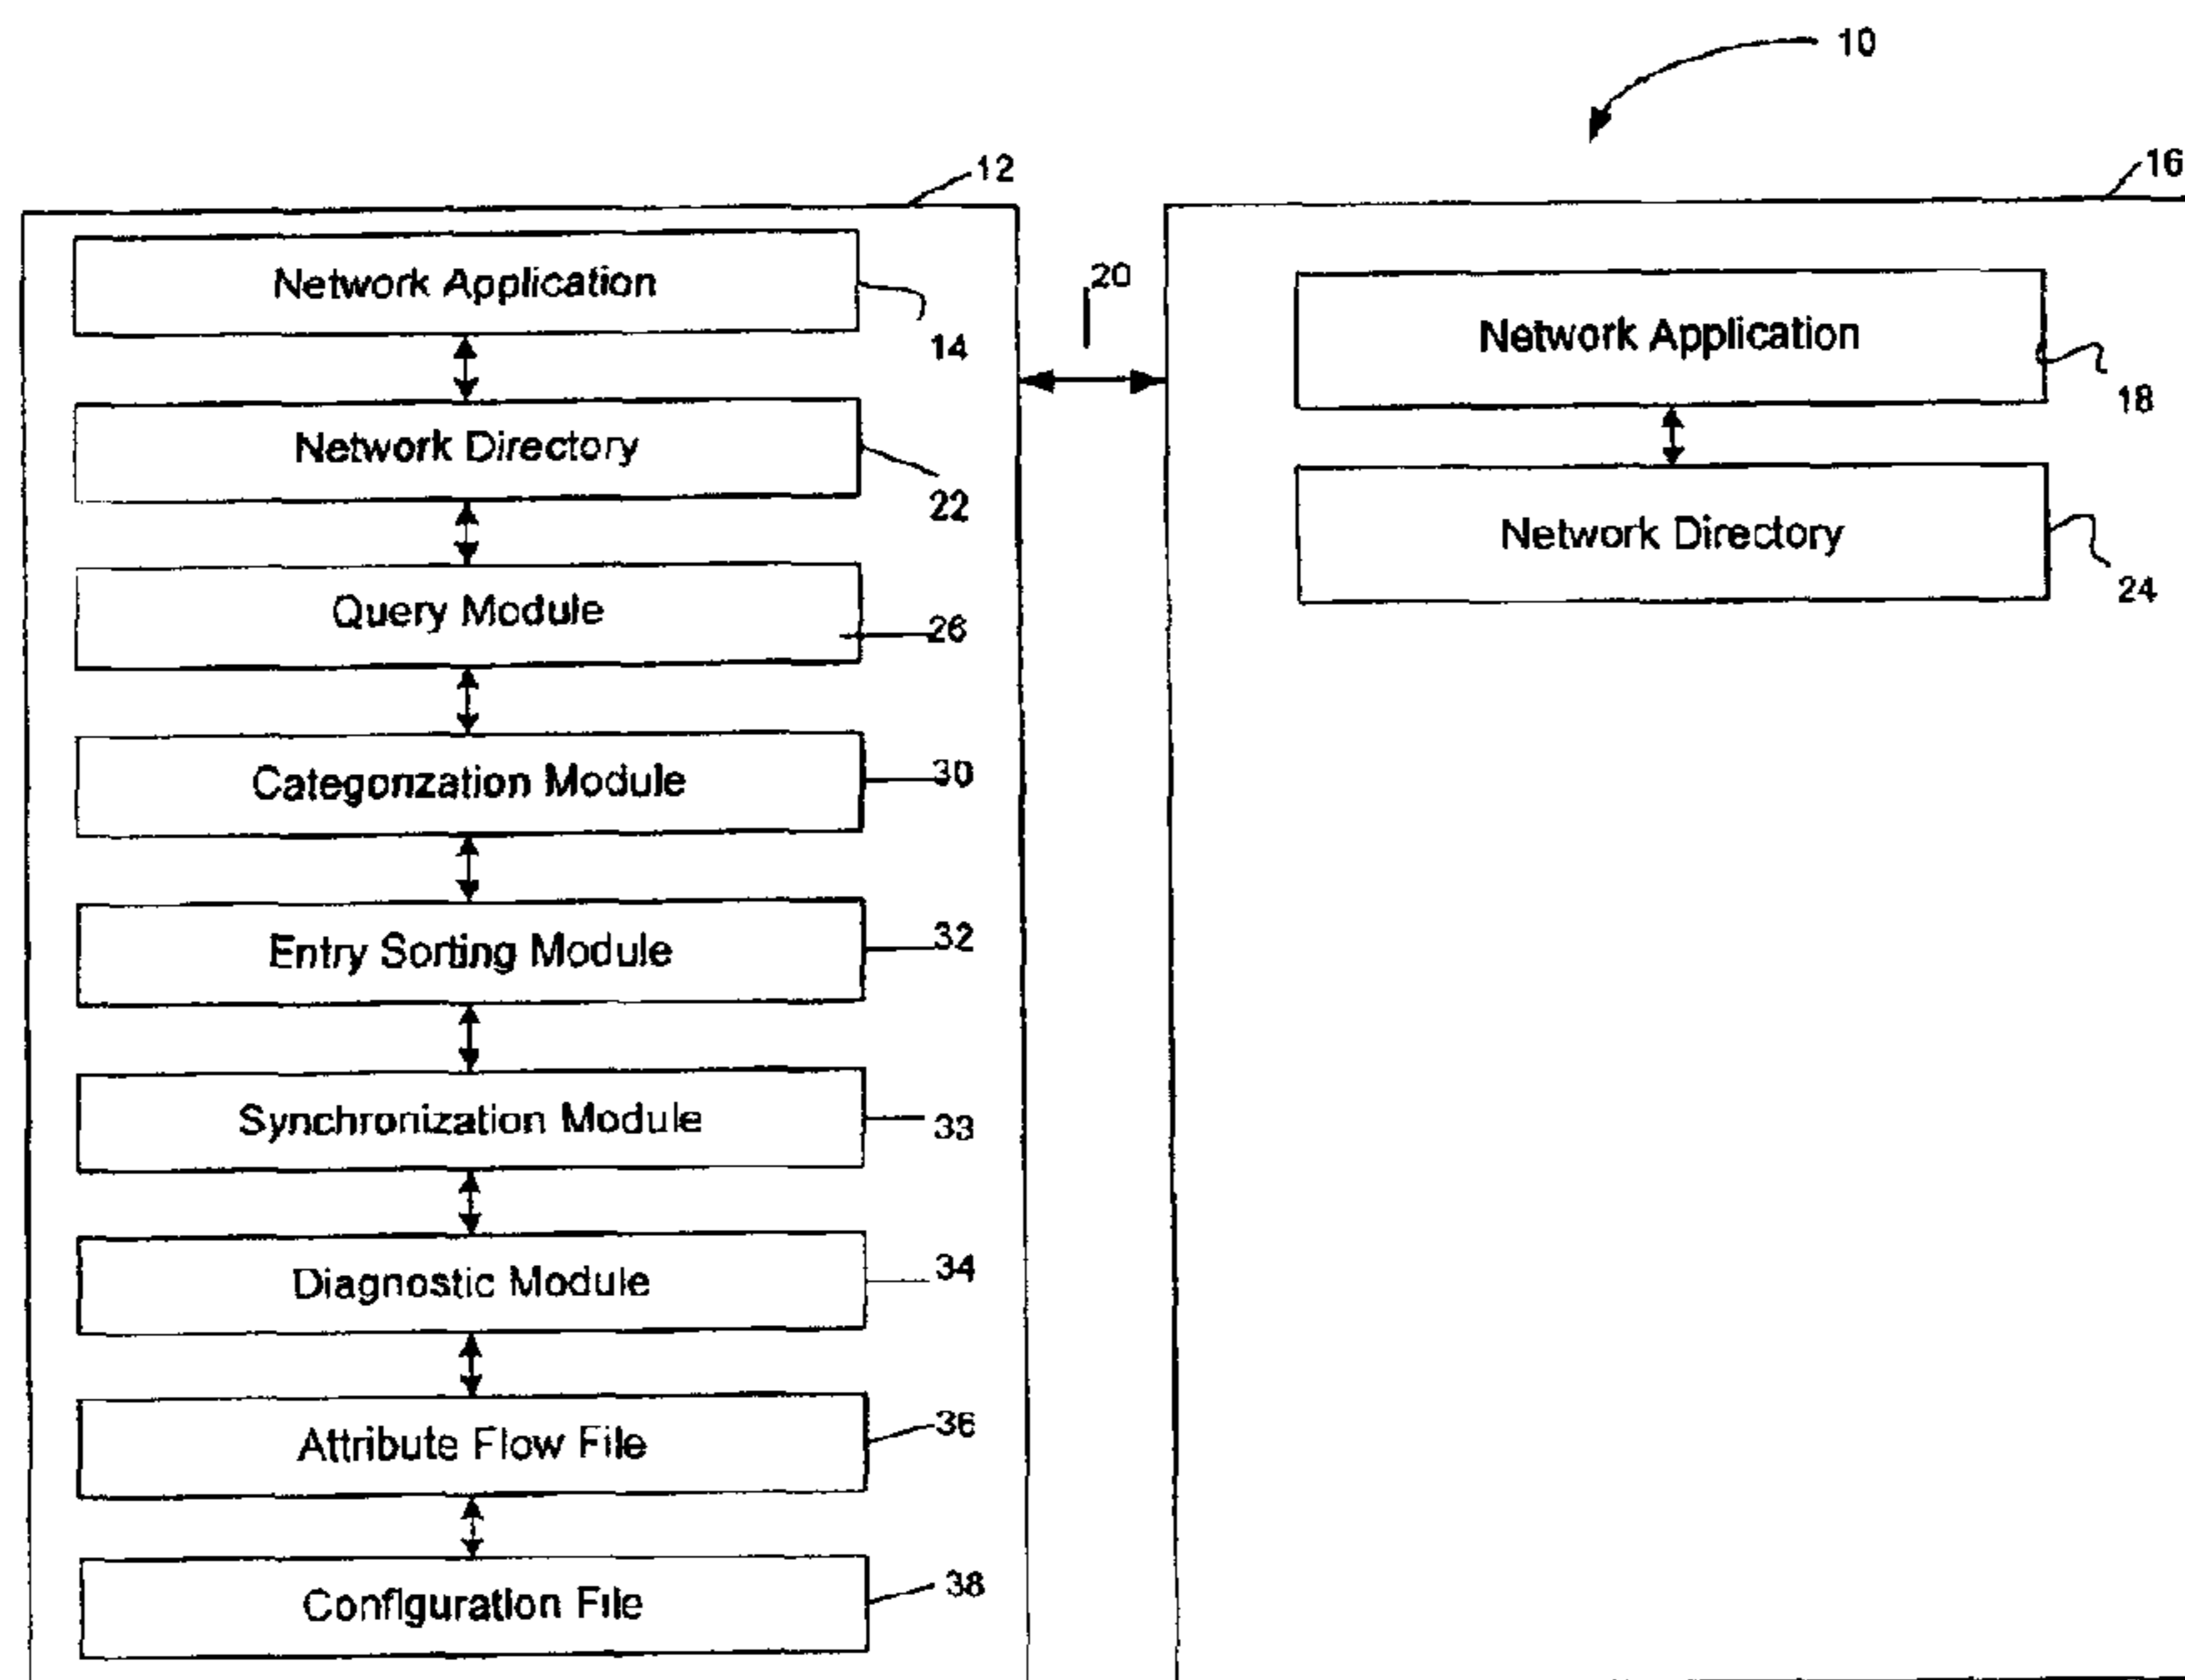 10
12
16
Network Application
14
20
Network Application
18
Network Directory
22
Network Directory
24
Query Module
26
Categorization Module
30
Entry Sorting Module
32
Synchronization Module
33
Diagnostic Module
34
Attribute Flow File
36
Configuration File
38